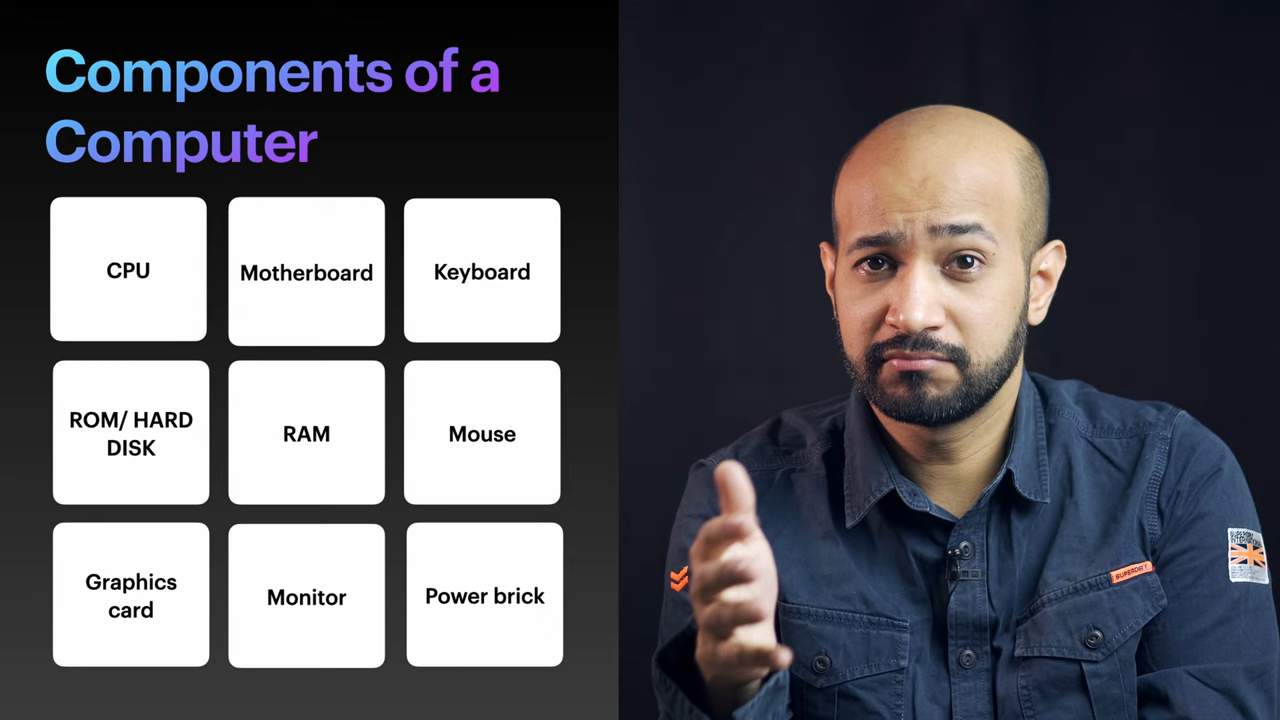 Components of a
Computer
CPU
Motherboard
Keyboard
ROM/ HARD
DISK
RAM
Mouse
Graphics
card
Monitor
Power brick
SUPERDRY